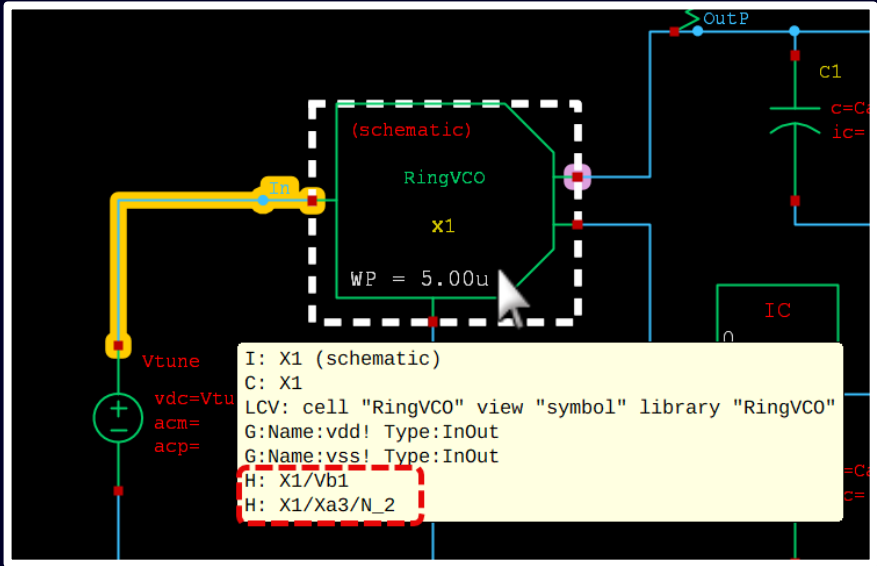 OutP
C1
c=Ca
ic=
(schematic)
RingVCO
In
x1
WP = 5.00u
IC
0
Vtune
vdc=Vtu
acm=
acp=
I: X1 (schematic)
C: X1
LCV: cell "RingVCO" view "symbol" library "RingVCO"
G:Name:vdd! Type:InOut
G:Name:vss! Type:InOut
H: X1/Vb1
H: X1/Xa3/N_2
=Ca
c=